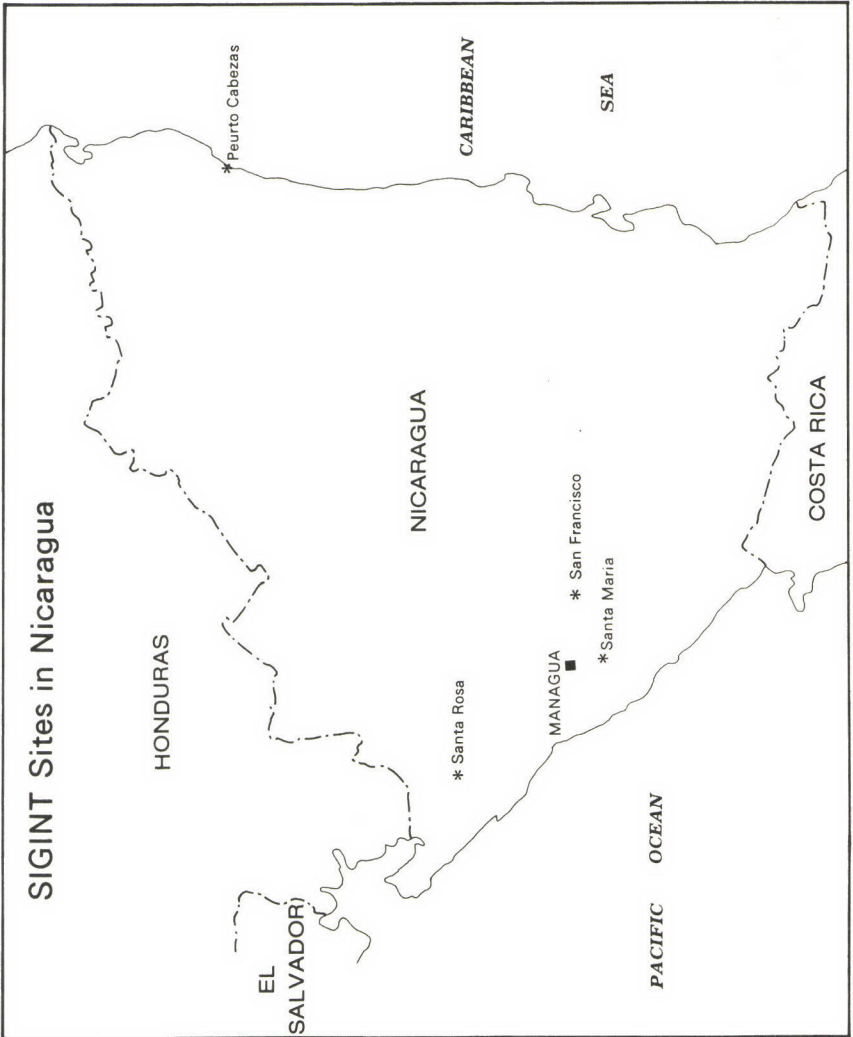 SIGINT Sites in Nicaragua
HONDURAS
EL
SALVADOR
NICARAGUA
*Peurto Cabezas
CARIBBEAN
SEA
* Santa Rosa
MANAGUA
* San Francisco
*Santa Maria
PACIFIC OCEAN
COSTA RICA